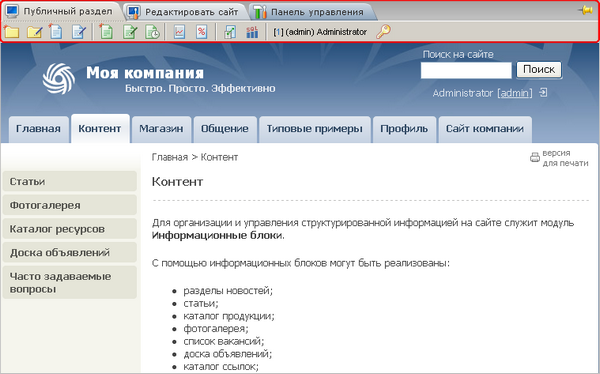 Публичный раздел Редактировать сайт Панель управления
SQL [1] (admin) Administrator
Поиск на сайте
Моя компания
Быстро. Просто. Эффективно
Поиск
Administrator [admin]
Главная Контент Магазин Общение Типовые примеры Профиль Сайт компании
Главная > Контент
версия
для печати
Статьи
Фотогалерея
Каталог ресурсов
Доска объявлений
Часто задаваемые
вопросы
Контент
Для организации и управления структурированной информацией на сайте служит модуль
Информационные блоки.
С помощью информационных блоков могут быть реализованы:
• разделы новостей;
• статьи;
• каталог продукции;
• фотогалерея;
• список вакансий;
• доска объявлений;
• каталог ссылок;